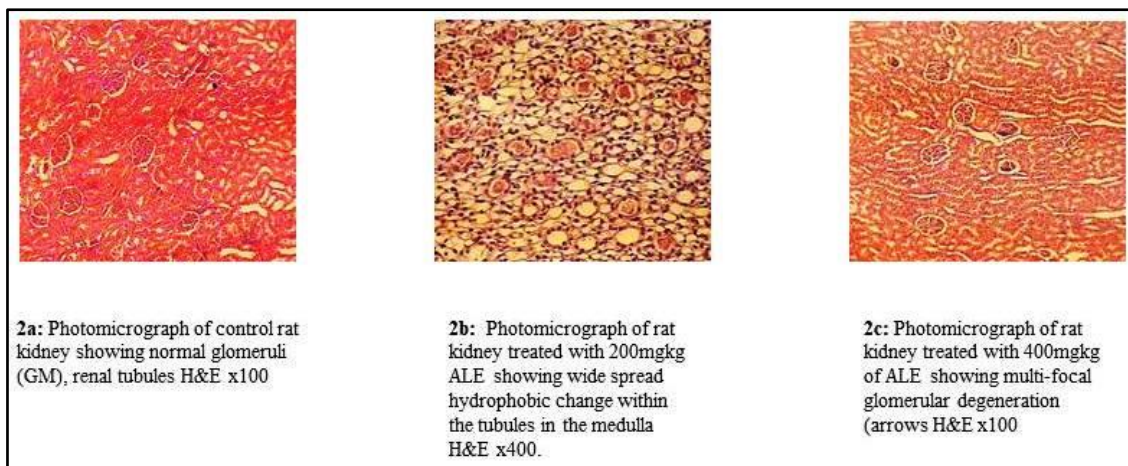 2a: Photomicrograph of control rat
kidney showing normal glomeruli
(GM), renal tubules H&E x100
2b: Photomicrograph of rat
kidney treated with 200mgkg
ALE showing wide spread
hydrophobic change within
the tubules in the medulla
H&E x400.
2c: Photomicrograph of rat
kidney treated with 400mgkg
of ALE showing multi-focal
glomerular degeneration
(arrows H&E x100